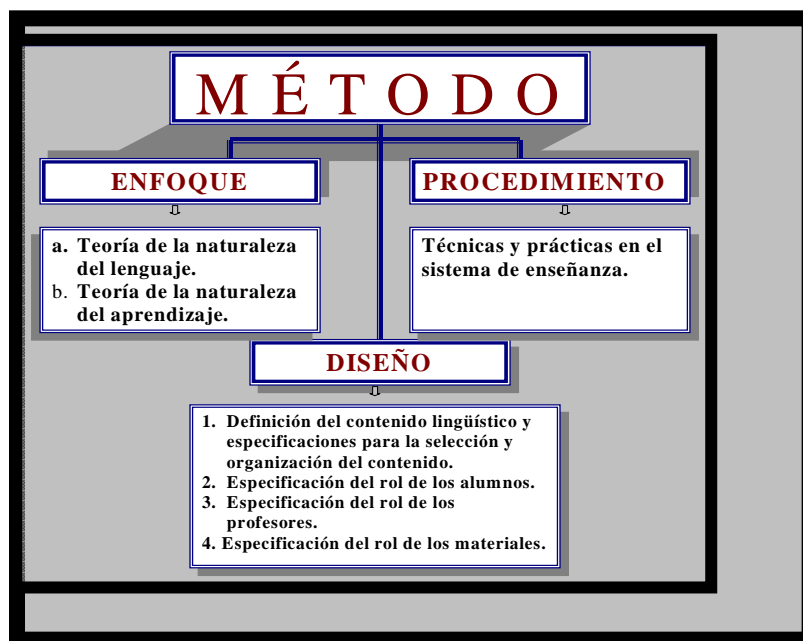 MÉTODO
ENFOQUE
a. Teoría de la naturaleza
del lenguaje.
b. Teoría de la naturaleza
del aprendizaje.
PROCEDIMIENTO
Técnicas y prácticas en el
sistema de enseñanza.
DISEÑO
1. Definición del contenido lingüístico y
especificaciones para la selección y
organización del contenido.
2. Especificación del rol de los alumnos.
3. Especificación del rol de los
profesores.
4. Especificación del rol de los materiales.